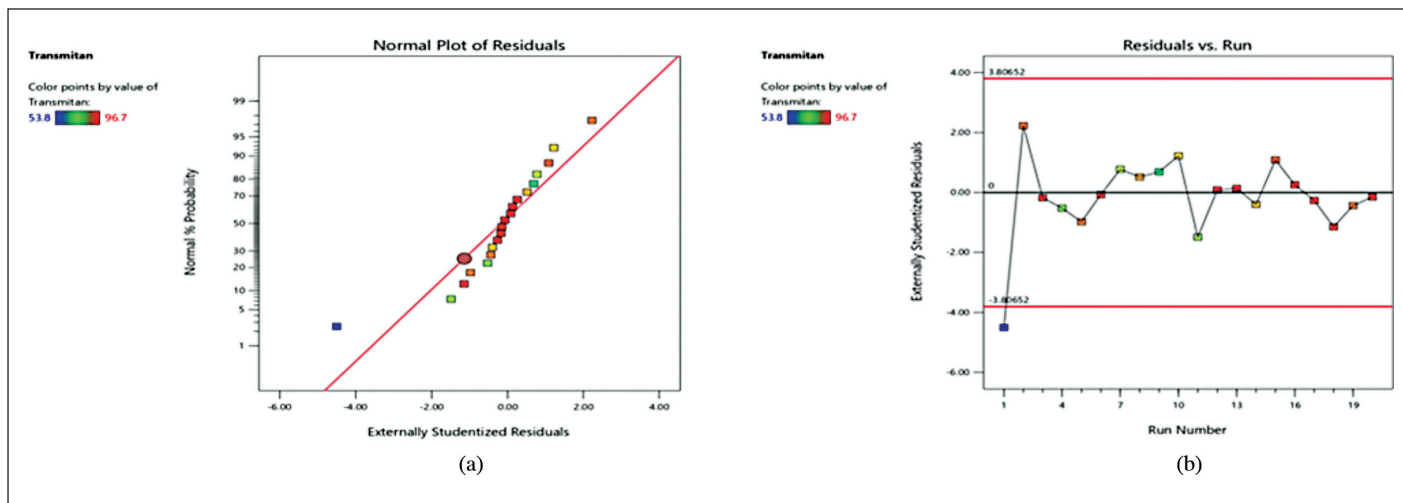 Normal Plot of Residuals
Transmitan
Color points by value of
Transmitan:
53.8 96.7
Normal % Probability
99
95
90
80
70
50
30
20
10
5
1
-6.00 -4.00 -2.00 0.00 2.00 4.00
Externally Studentized Residuals
(a)
Residuals vs. Run
Transmitan
Color points by value of
Transmitan:
53.8 96.7
Externally Studentized Residuals
4.00
2.00
0.00
-2.00
-4.00
-6.00
3.80652
0
-3.80652
1 4 7 10 13 16 19
Run Number
(b)